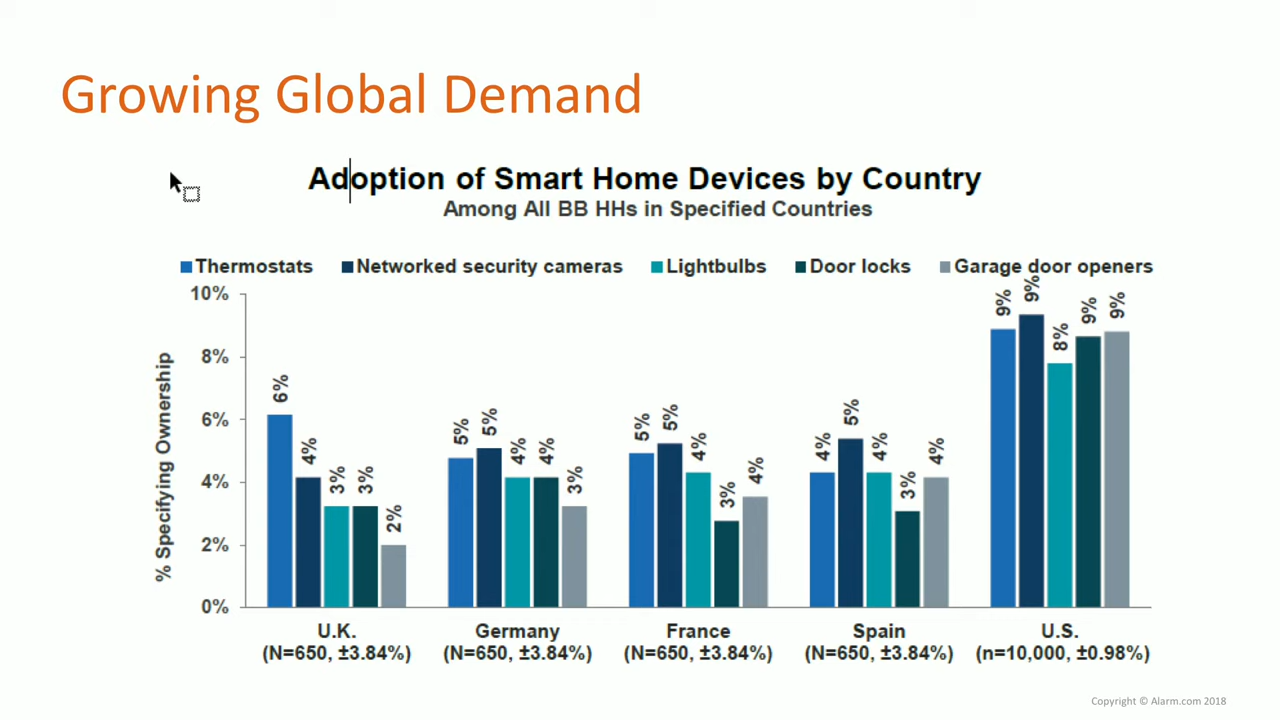 Growing Global Demand
Adoption of Smart Home Devices by Country
Among All BB HHs in Specified Countries
Thermostats Networked security cameras Lightbulbs Door locks Garage door openers
% Specifying Ownership
10%
8%
6%
4%
2%
0%
6% 4% 3% 3% 2%
5% 5% 4% 4% 3%
5% 5% 4% 3% 4%
4% 5% 4% 3% 4%
9% 9% 8% 9% 9%
U.K. Germany France Spain U.S.
(N=650, ±3.84%) (N=650, ±3.84%) (N=650, ±3.84%) (N=650, ±3.84%) (n=10,000, ±0.98%)
Copyright © Alarm.com 2018